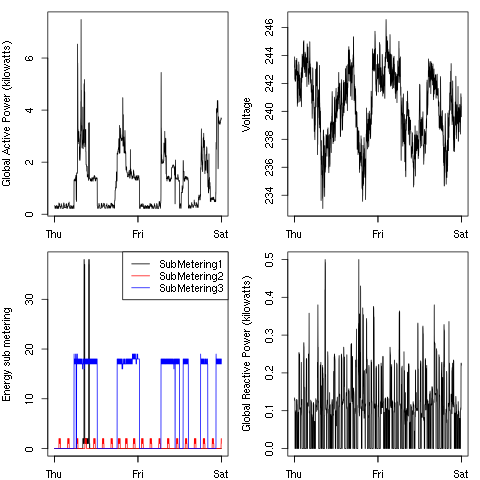 Global Active Power (kilowatts)
0 2 4 6
Thu Fri Sat
Voltage
234 236 238 240 242 244 246
Thu Fri Sat
Energy sub metering
0 10 20 30
Thu Fri Sat
SubMetering1
SubMetering2
SubMetering3
Global Reactive Power (kilowatts)
0.0 0.1 0.2 0.3 0.4 0.5
Thu Fri Sat